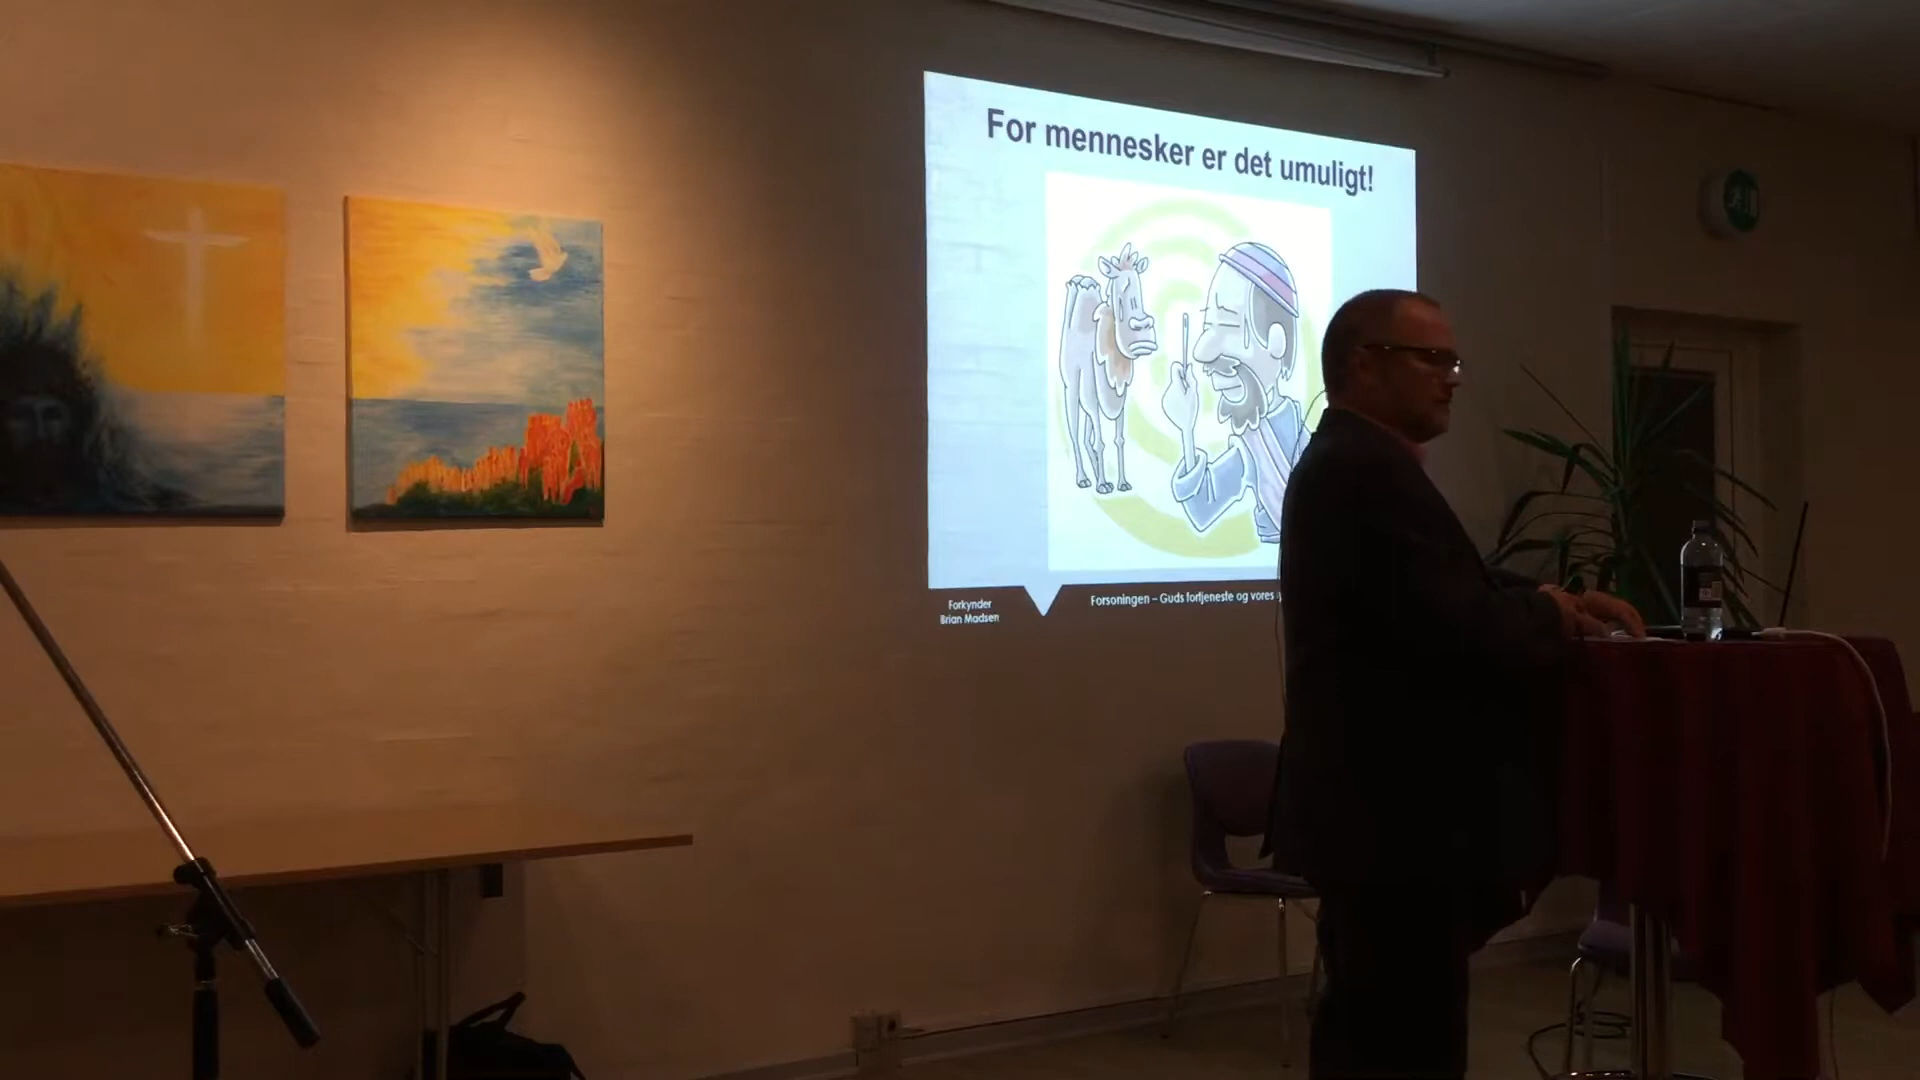 For mennesker er det umuligt!
Forkynder
Brian Madsen
Forsoningen – Guds fortjeneste og vores